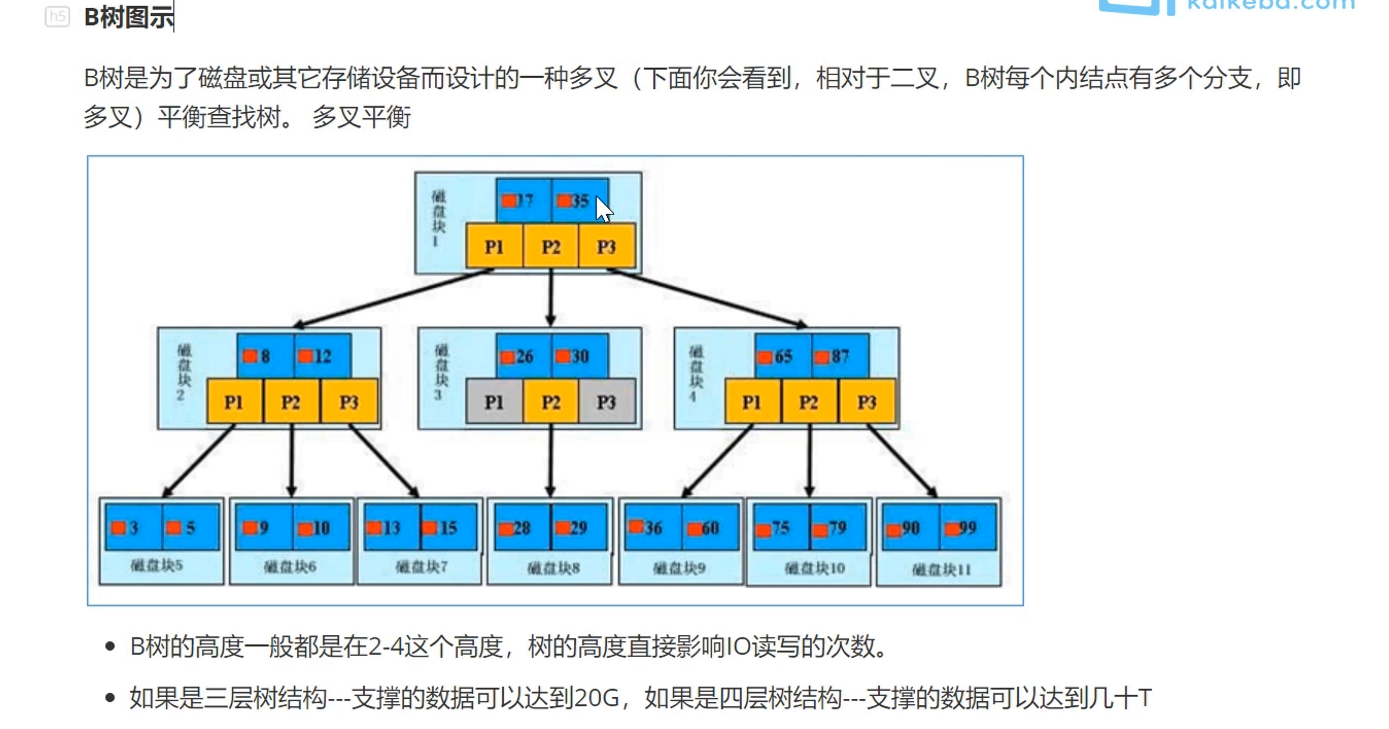 kaikeba.com
h5 B树图示
B树是为了磁盘或其它存储设备而设计的一种多叉（下面你会看到，相对于二叉，B树每个内结点有多个分支，即
多叉）平衡查找树。 多叉平衡
磁盘块1
17 35
P1 P2 P3
磁盘块2
8 12
P1 P2 P3
磁盘块3
26 30
P1 P2 P3
磁盘块4
65 87
P1 P2 P3
3 5
磁盘块5
9 10
磁盘块6
13 15
磁盘块7
28 29
磁盘块8
36 60
磁盘块9
75 79
磁盘块10
90 99
磁盘块11
B树的高度一般都是在2-4这个高度，树的高度直接影响IO读写的次数。
如果是三层树结构---支撑的数据可以达到20G，如果是四层树结构---支撑的数据可以达到几十T